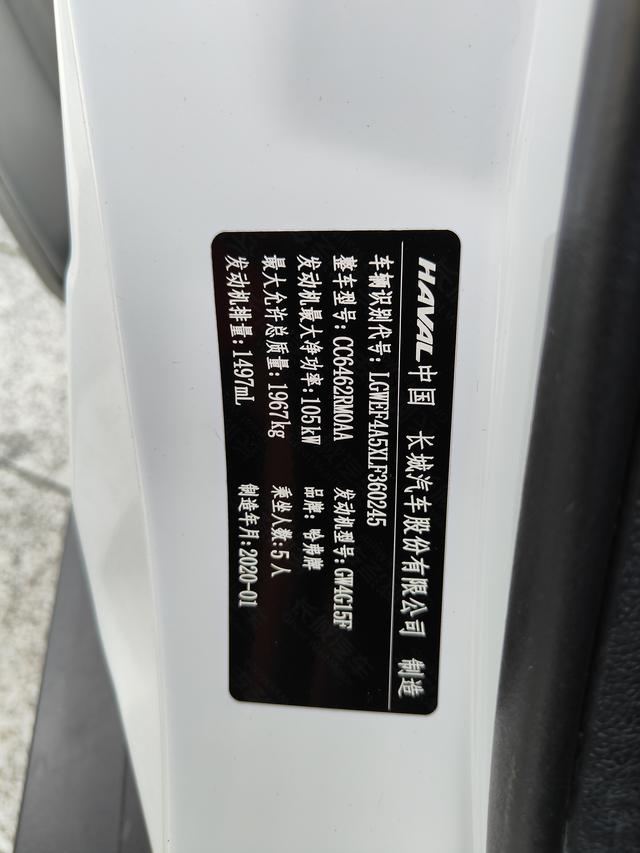 HAVAL 中国 长城汽车股份有限公司 制造
车辆识别代号: LGWEF4A5XLF360245
整车型号: CC6462RM0AA 发动机型号: GW4G15F
发动机最大净功率: 105kW 品牌: 哈弗牌
最大允许总质量: 1967kg 乘坐人数: 5人
发动机排量: 1497mL 制造年月: 2020-01